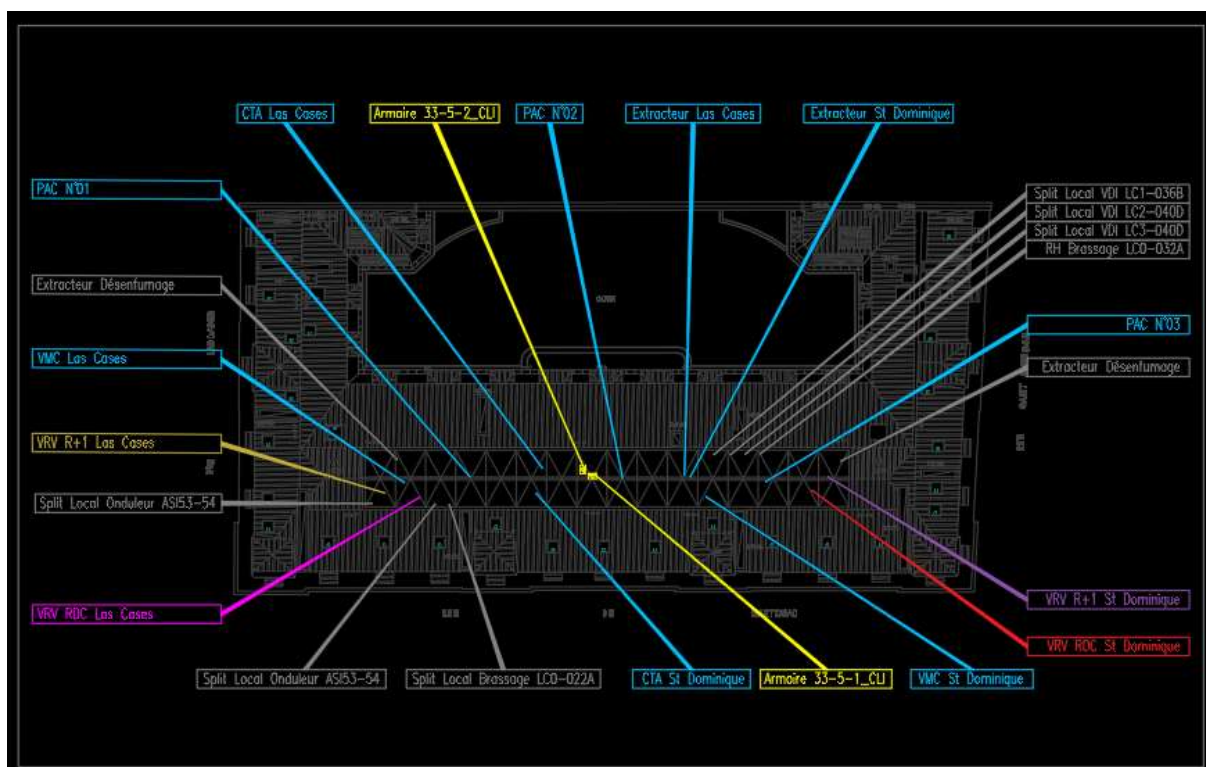 CTA Las Cases
Armaire 33-5-2_CLI
PAC N°02
Extracteur Las Cases
Extracteur St Dominique
PAC N°01
Split Local VDI LC1-036B
Split Local VDI LC2-040D
Split Local VDI LC3-040D
RH Brassage LC0-032A
Extracteur Désenfumage
PAC N°03
VMC Las Cases
Extracteur Désenfumage
VRV R+1 Las Cases
Split Local Onduleur ASI53-54
VRV R+1 St Dominique
VRV RDC Las Cases
VRV RDC St Dominique
Split Local Onduleur ASI53-54
Split Local Brassage LC0-022A
CTA St Dominique
Armaire 33-5-1_CLI
VMC St Dominique